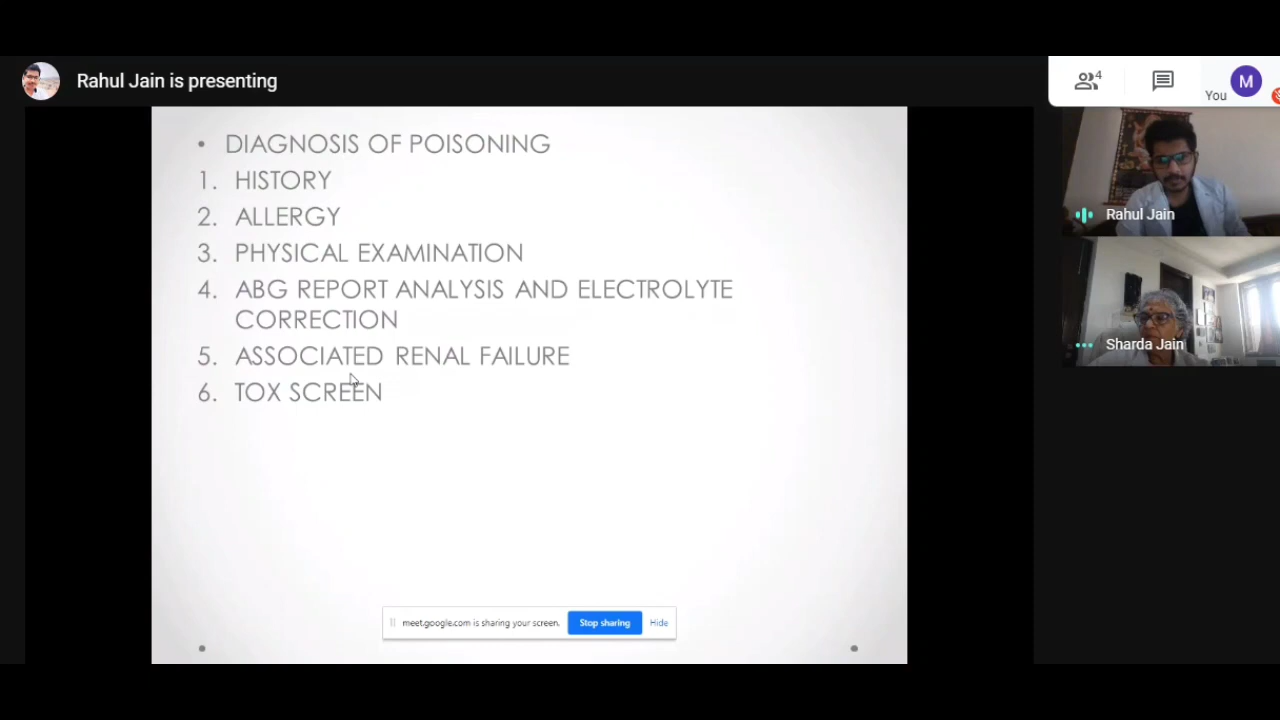 Rahul Jain is presenting
4
You
M
• DIAGNOSIS OF POISONING
1. HISTORY
2. ALLERGY
3. PHYSICAL EXAMINATION
4. ABG REPORT ANALYSIS AND ELECTROLYTE
CORRECTION
5. ASSOCIATED RENAL FAILURE
6. TOX SCREEN
meet.google.com is sharing your screen.
Stop sharing
Hide
Rahul Jain
Sharda Jain